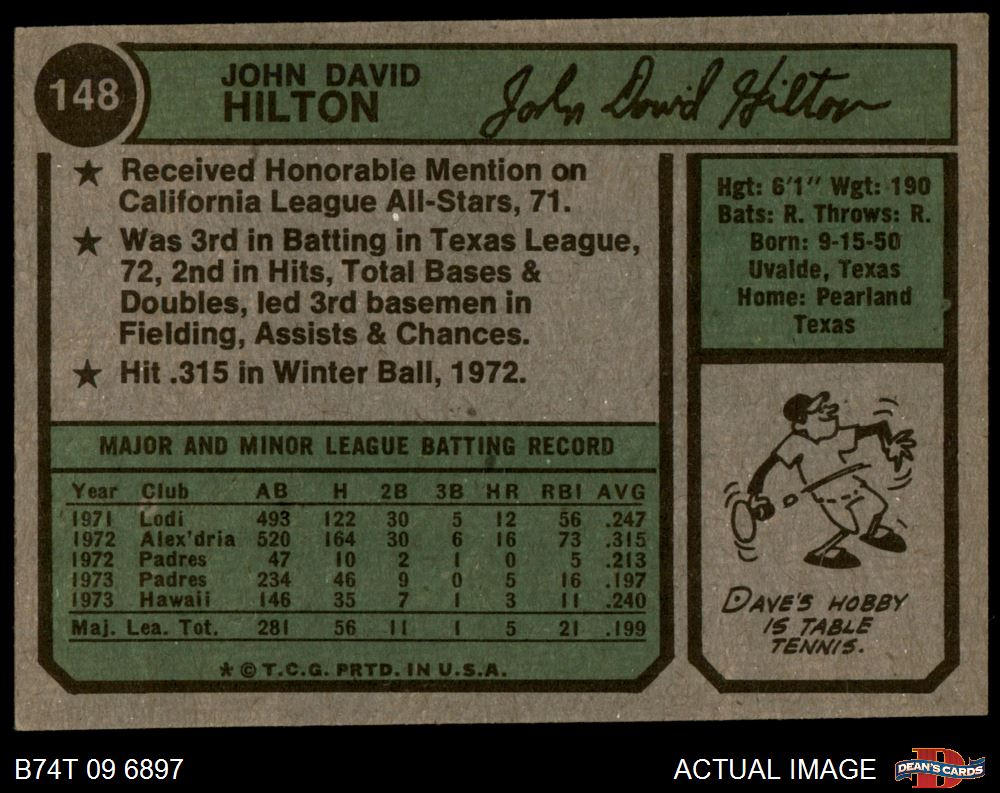 148
JOHN DAVID
HILTON
John David Hilton
★ Received Honorable Mention on
California League All-Stars, 71.
★ Was 3rd in Batting in Texas League,
72, 2nd in Hits, Total Bases &
Doubles, led 3rd basemen in
Fielding, Assists & Chances.
★ Hit .315 in Winter Ball, 1972.
Hgt: 6'1" Wgt: 190
Bats: R. Throws: R.
Born: 9-15-50
Uvalde, Texas
Home: Pearland
Texas
MAJOR AND MINOR LEAGUE BATTING RECORD
Year Club AB H 2B 3B HR RBI AVG
1971 Lodi 493 122 30 5 12 56 .247
1972 Alex'dria 520 164 30 6 16 73 .315
1972 Padres 47 10 2 1 0 5 .213
1973 Padres 234 46 9 0 5 16 .197
1973 Hawaii 146 35 7 1 3 11 .240
Maj. Lea. Tot. 281 56 11 1 5 21 .199
★ © T.C.G. PRTD. IN U.S.A.
DAVE'S HOBBY
IS TABLE
TENNIS.
B74T 09 6897
ACTUAL IMAGE
DEAN'S CARDS